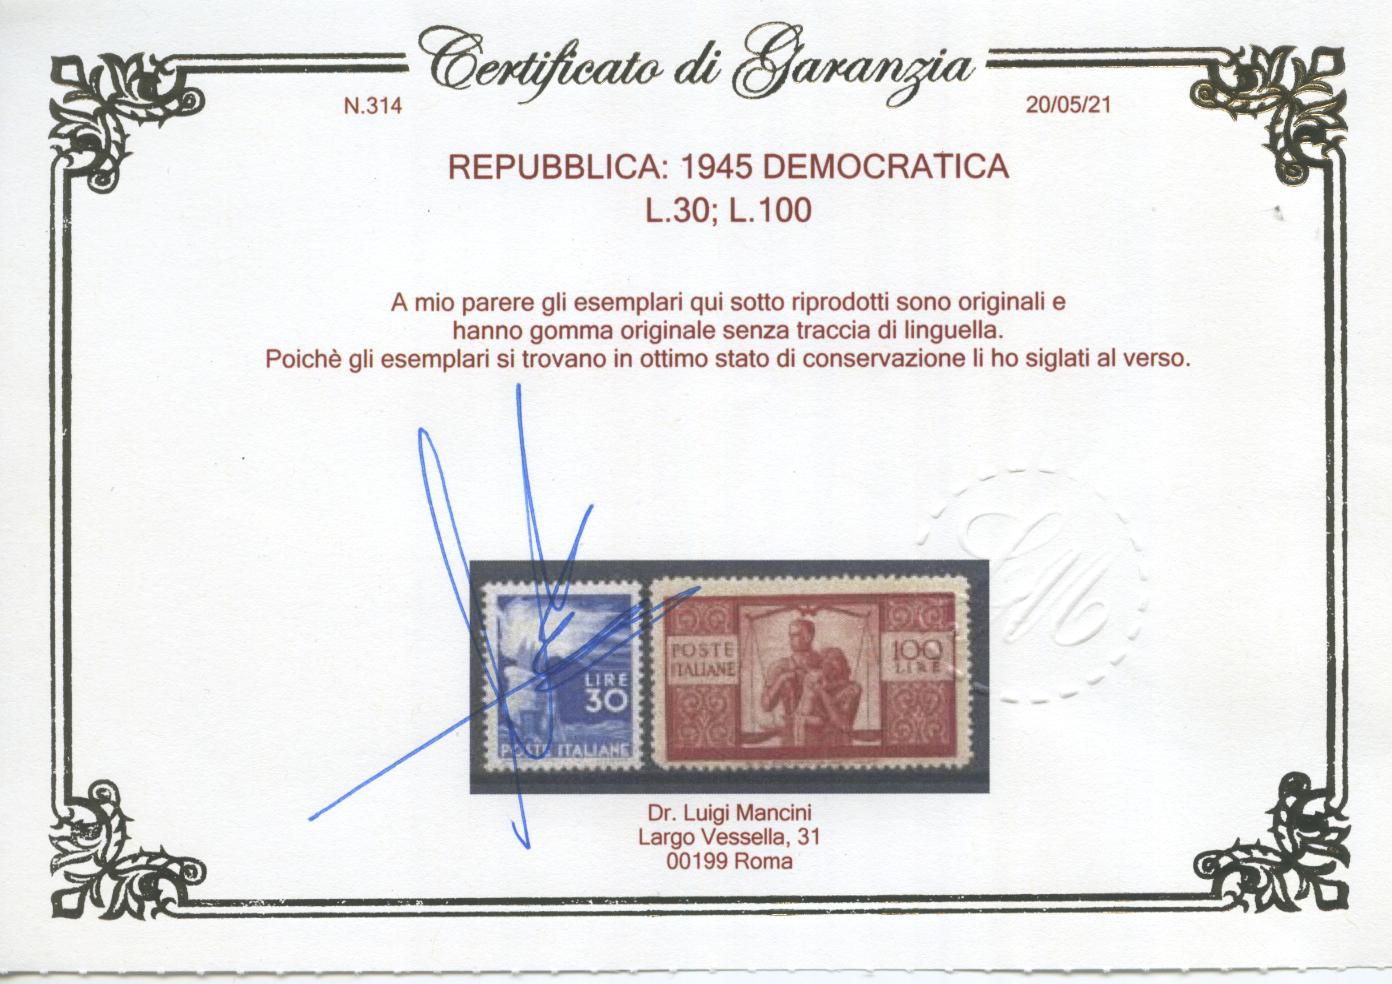 Certificato di Garanzia
N.314
20/05/21
REPUBBLICA: 1945 DEMOCRATICA
L.30; L.100
A mio parere gli esemplari qui sotto riprodotti sono originali e
hanno gomma originale senza traccia di linguella.
Poichè gli esemplari si trovano in ottimo stato di conservazione li ho siglati al verso.
LIRE
30
POSTE ITALIANE
POSTE
ITALIANE
100
LIRE
LM
Dr. Luigi Mancini
Largo Vessella, 31
00199 Roma